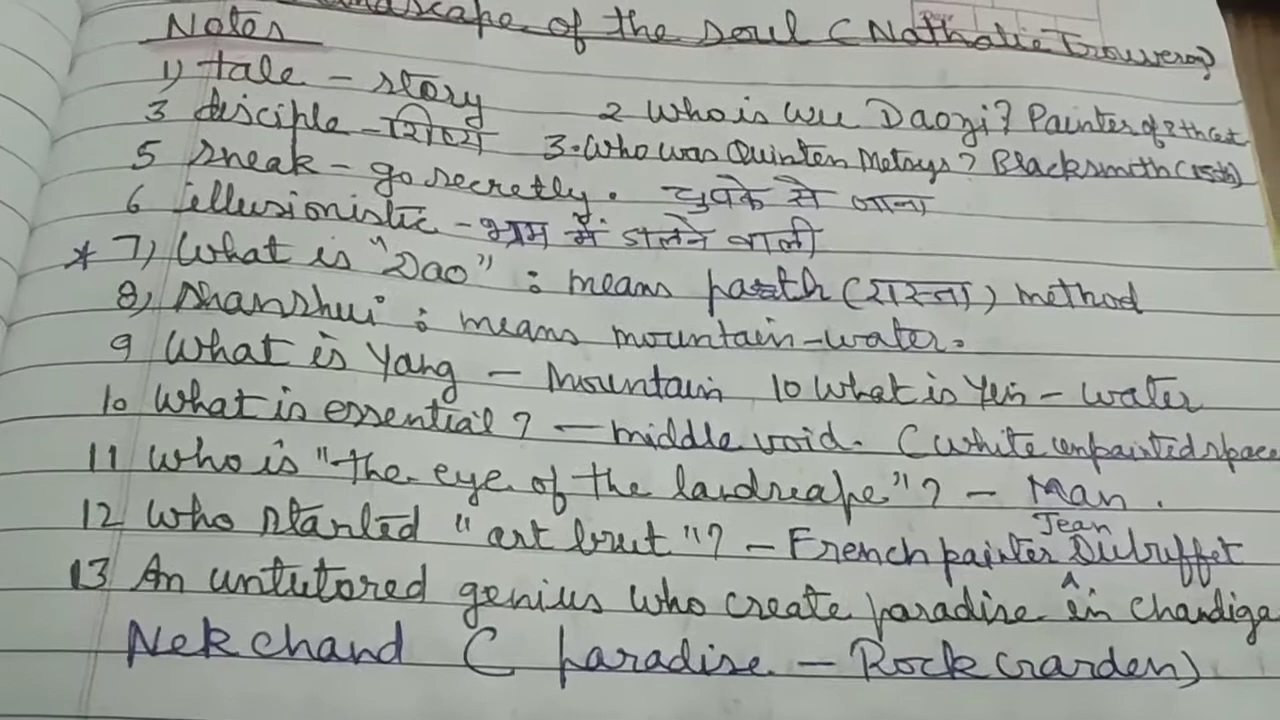 Landscape of the Soul (Nathalie Trouveroy)
Notes
1) tale - story
3 disciple - शिष्य 2 Who is Wu Daozi? Painter of 8th Cet
5 Sneak - go secretly. 3. Who was Quinten Metsys? Blacksmith (15th)
चुपके से जाना
6 illusionistic - भ्रम में डालने वाली
* 7) What is "Dao" : means path (रास्ता) method
8) Shanshui : means mountain-water.
9 What is Yang - Mountain 10 What is Yin - Water
10 What is essential? - middle void. (white unpainted space
11 Who is "the eye of the landscape"? - Man.
12 Who started "art brut"? - French painter Jean Dubuffet
13 An untutored genius who create paradise in Chandiga
Nek chand ( paradise - Rock Garden)